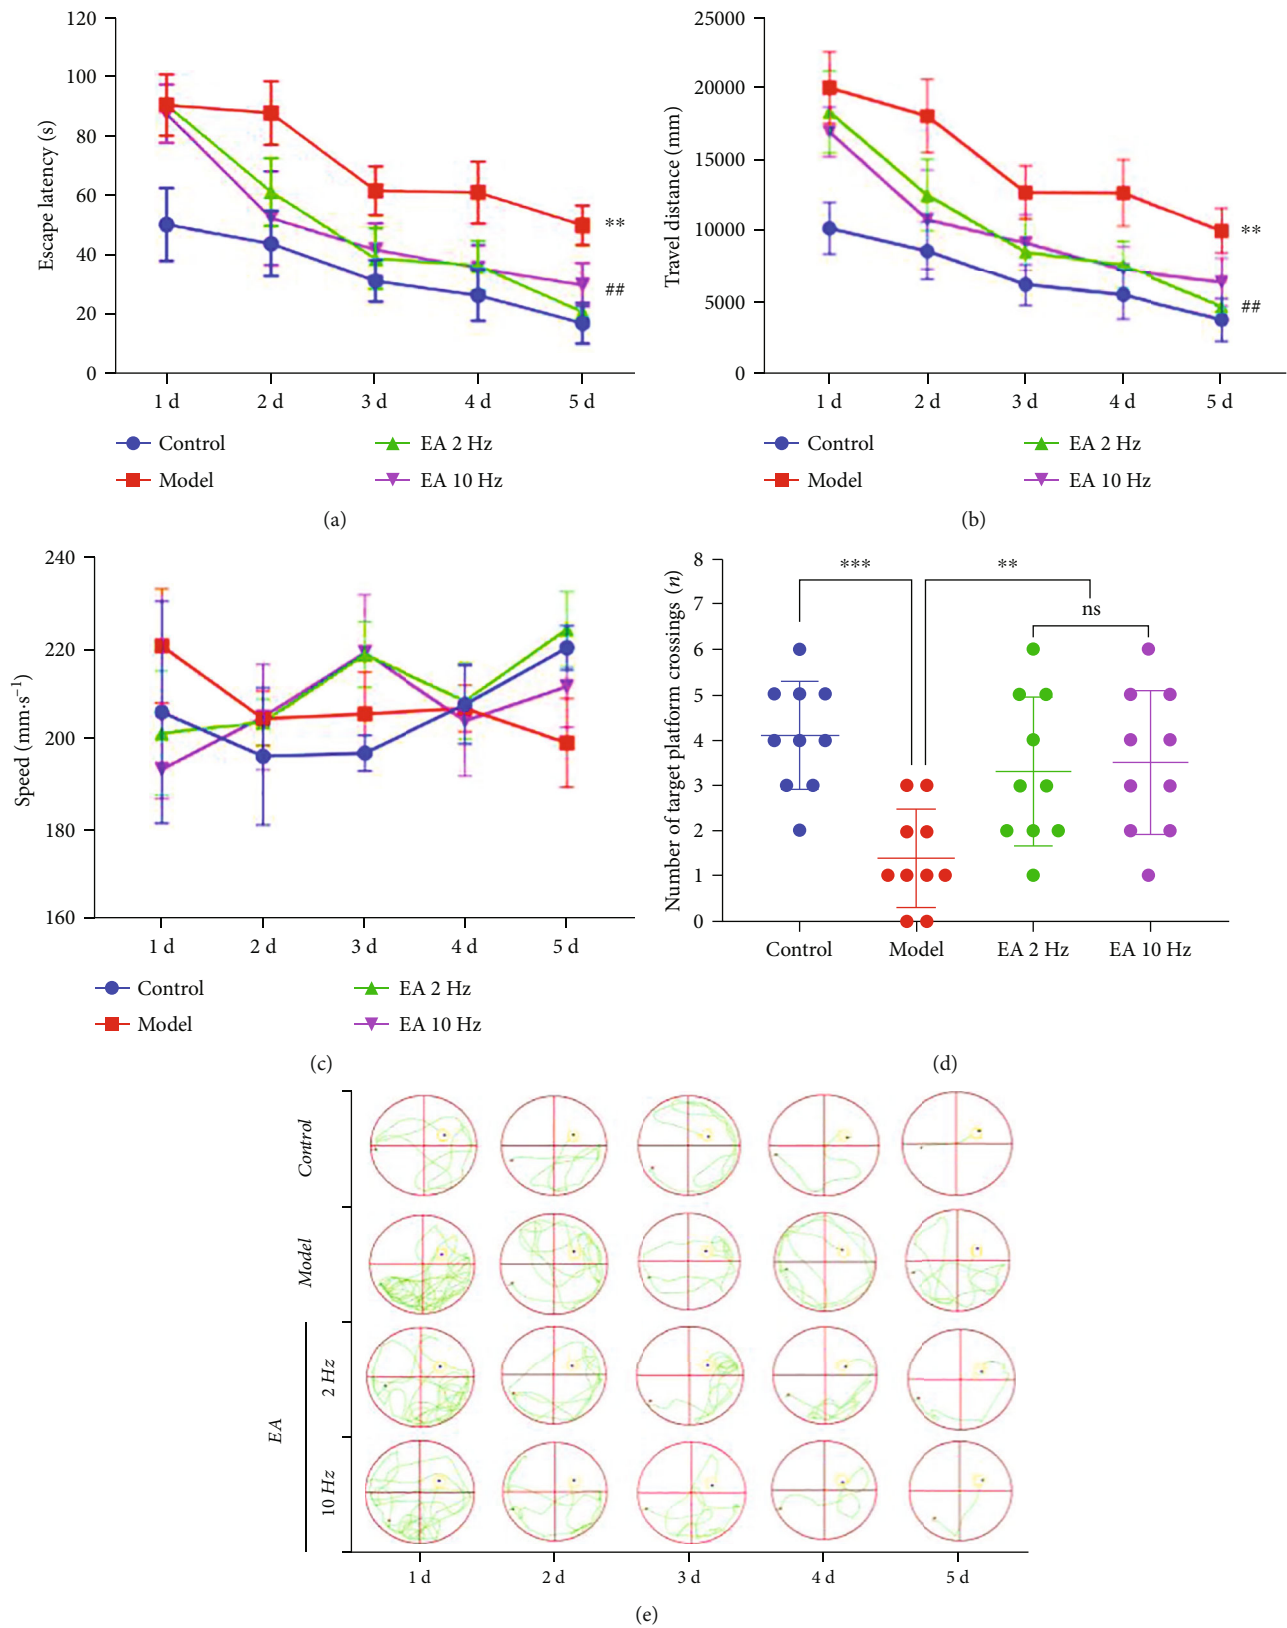 120
100
80
60
40
20
0
Escape latency (s)
**
##
1 d 2 d 3 d 4 d 5 d
Control EA 2 Hz
Model EA 10 Hz
(a)
25000
20000
15000
10000
5000
0
Travel distance (mm)
**
##
1 d 2 d 3 d 4 d 5 d
Control EA 2 Hz
Model EA 10 Hz
(b)
240
220
200
180
160
Speed (mm·s⁻¹)
1 d 2 d 3 d 4 d 5 d
Control EA 2 Hz
Model EA 10 Hz
(c)
8
7
6
5
4
3
2
1
0
Number of target platform crossings (n)
*** **
ns
Control Model EA 2 Hz EA 10 Hz
(d)
Control
Model
EA
2 Hz
10 Hz
1 d 2 d 3 d 4 d 5 d
(e)